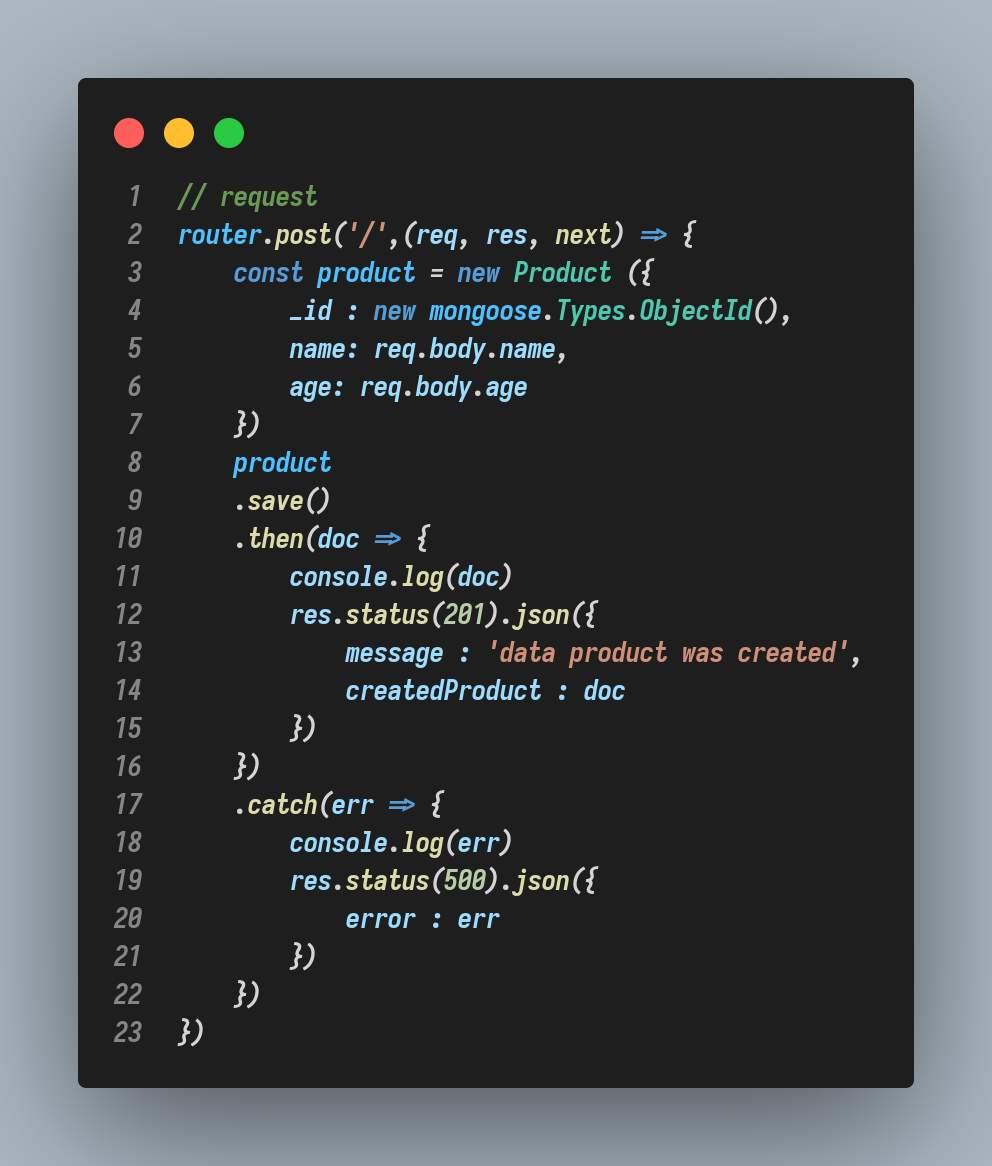 1 // request
2 router.post('/',(req, res, next) => {
3     const product = new Product ({
4         _id : new mongoose.Types.ObjectId(),
5         name: req.body.name,
6         age: req.body.age
7     })
8     product
9     .save()
10     .then(doc => {
11         console.log(doc)
12         res.status(201).json({
13             message : 'data product was created',
14             createdProduct : doc
15         })
16     })
17     .catch(err => {
18         console.log(err)
19         res.status(500).json({
20             error : err
21         })
22     })
23 })